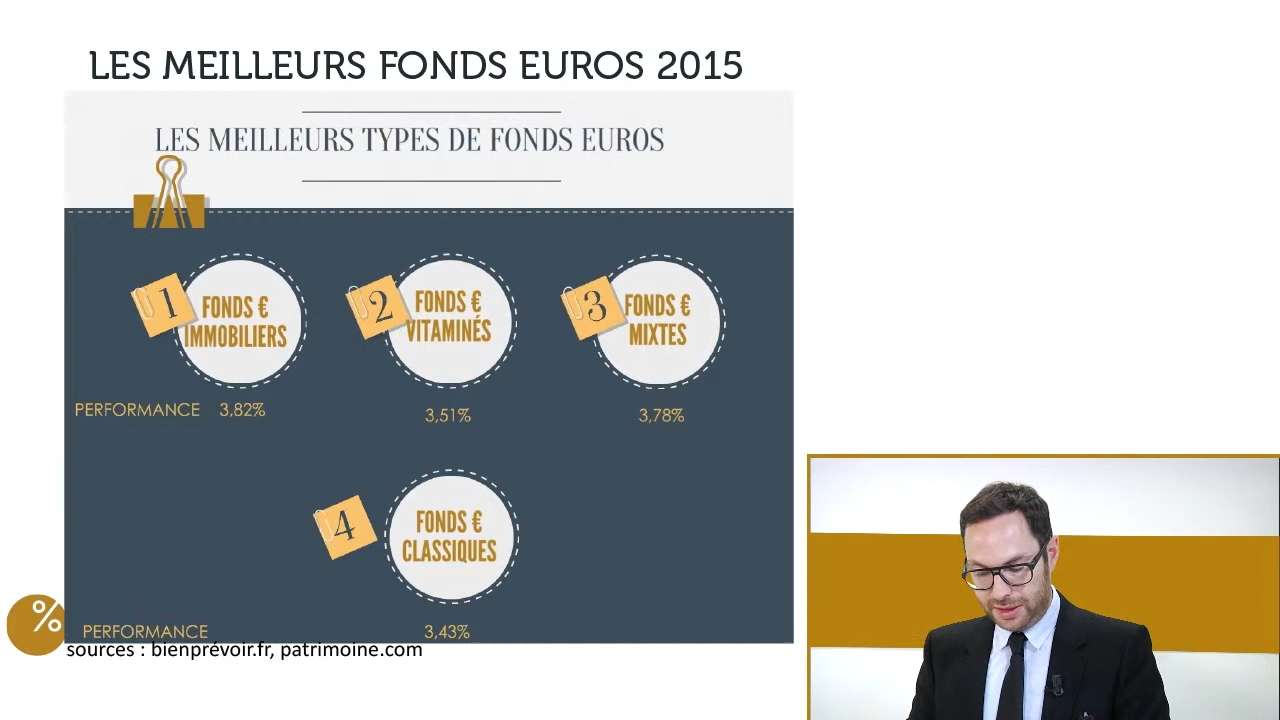 LES MEILLEURS FONDS EUROS 2015
LES MEILLEURS TYPES DE FONDS EUROS
1
FONDS €
IMMOBILIERS
2
FONDS €
VITAMINÉS
3
FONDS €
MIXTES
PERFORMANCE 3,82%
3,51%
3,78%
4
FONDS €
CLASSIQUES
%
PERFORMANCE
3,43%
sources : bienprévoir.fr, patrimoine.com